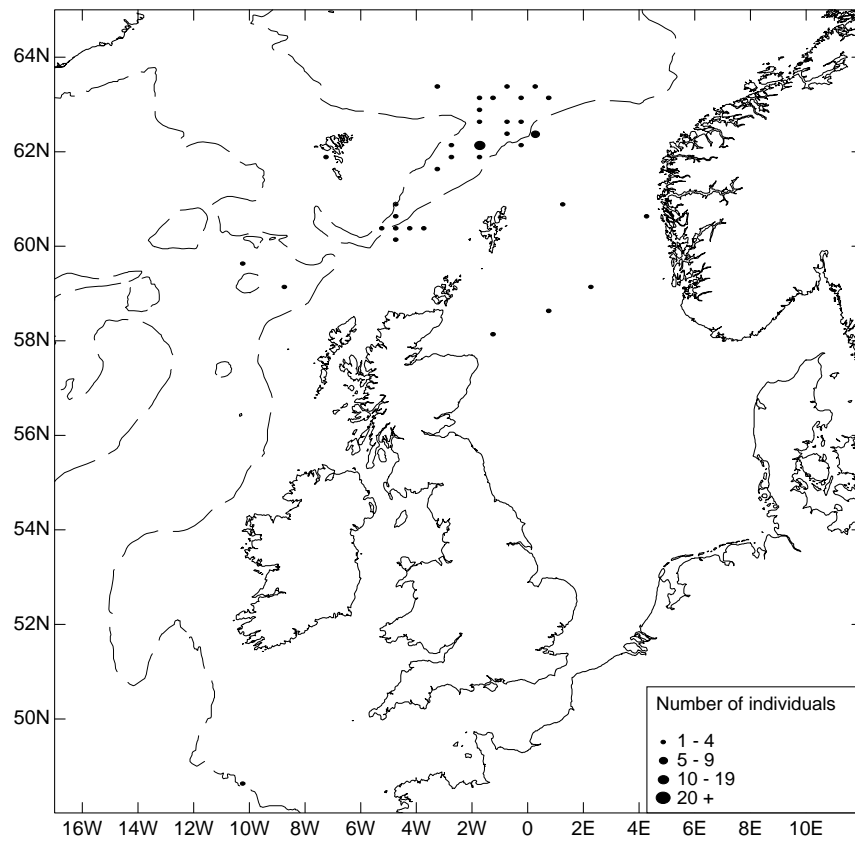 64N
62N
60N
58N
56N
54N
52N
50N
Number of individuals
1 - 4
5 - 9
10 - 19
20 +
16W 14W 12W 10W 8W 6W 4W 2W 0 2E 4E 6E 8E 10E